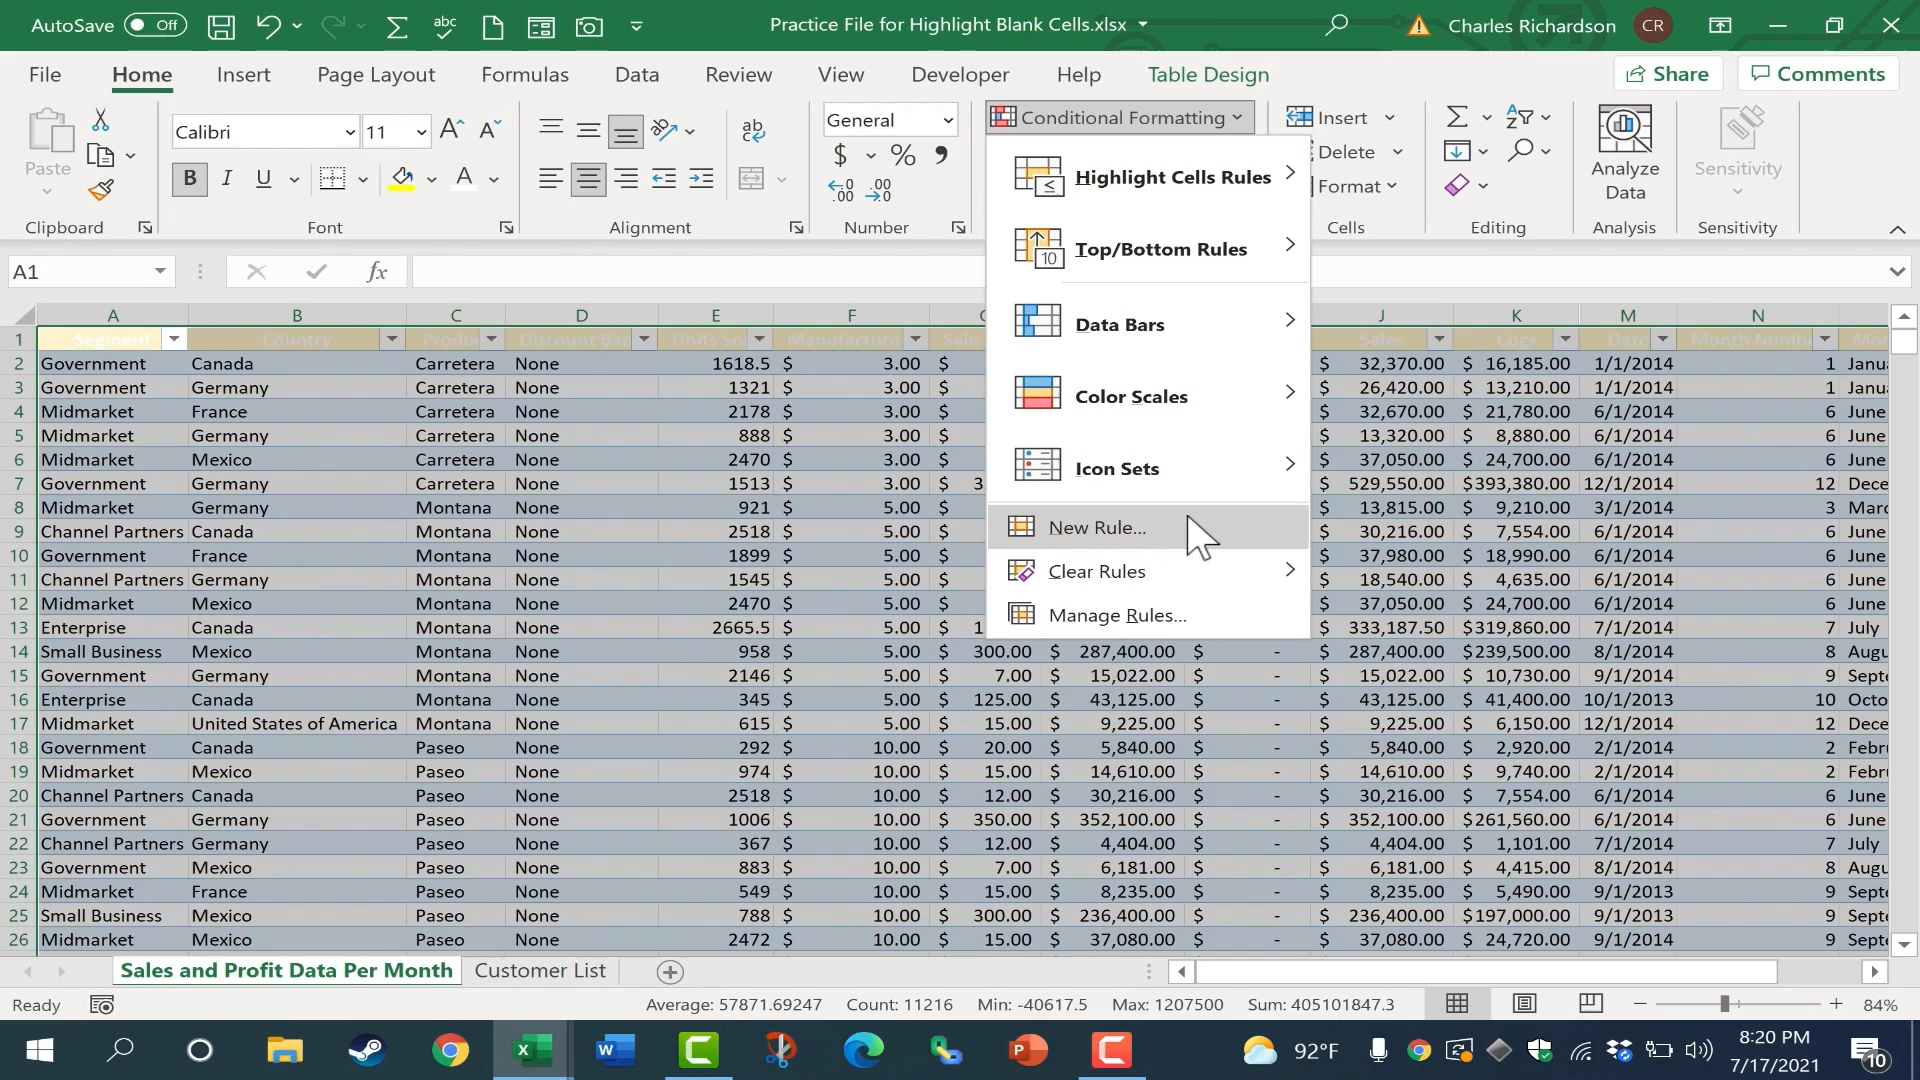 AutoSave Off abc Practice File for Highlight Blank Cells.xlsx Charles Richardson CR
File Home Insert Page Layout Formulas Data Review View Developer Help Table Design Share Comments
Paste Calibri 11 ab General Conditional Formatting Insert Delete Format Analyze Data Sensitivity
B I U A $ % 9
Clipboard Font Alignment Number Cells Editing Analysis Sensitivity
Highlight Cells Rules
Top/Bottom Rules
Data Bars
Color Scales
Icon Sets
New Rule...
Clear Rules
Manage Rules...
A1 fx
A B C D E F J K M N
1 Segment Country Discount Sales Cogs Date
2 Government Canada Carretera None 1618.5 $ 3.00 $ $ 32,370.00 $ 16,185.00 1/1/2014 1
3 Government Germany Carretera None 1321 $ 3.00 $ $ 26,420.00 $ 13,210.00 1/1/2014 1
4 Midmarket France Carretera None 2178 $ 3.00 $ $ 32,670.00 $ 21,780.00 6/1/2014 6 June
5 Midmarket Germany Carretera None 888 $ 3.00 $ $ 13,320.00 $ 8,880.00 6/1/2014 6 June
6 Midmarket Mexico Carretera None 2470 $ 3.00 $ $ 37,050.00 $ 24,700.00 6/1/2014 6 June
7 Government Germany Carretera None 1513 $ 3.00 $ 3 $ 529,550.00 $393,380.00 12/1/2014 12 Dece
8 Midmarket Germany Montana None 921 $ 5.00 $ $ 13,815.00 $ 9,210.00 3/1/2014 3
9 Channel Partners Canada Montana None 2518 $ 5.00 $ $ 30,216.00 $ 7,554.00 6/1/2014 6 June
10 Government France Montana None 1899 $ 5.00 $ $ 37,980.00 $ 18,990.00 6/1/2014 6 June
11 Channel Partners Germany Montana None 1545 $ 5.00 $ $ 18,540.00 $ 4,635.00 6/1/2014 6 June
12 Midmarket Mexico Montana None 2470 $ 5.00 $ $ 37,050.00 $ 24,700.00 6/1/2014 6 June
13 Enterprise Canada Montana None 2665.5 $ 5.00 $ 1 $ 333,187.50 $319,860.00 7/1/2014 7 July
14 Small Business Mexico Montana None 958 $ 5.00 $ 300.00 $ 287,400.00 $ - $ 287,400.00 $239,500.00 8/1/2014 8 Augu
15 Government Germany Montana None 2146 $ 5.00 $ 7.00 $ 15,022.00 $ - $ 15,022.00 $ 10,730.00 9/1/2014 9 Sept
16 Enterprise Canada Montana None 345 $ 5.00 $ 125.00 $ 43,125.00 $ - $ 43,125.00 $ 41,400.00 10/1/2013 10 Octo
17 Midmarket United States of America Montana None 615 $ 5.00 $ 15.00 $ 9,225.00 $ - $ 9,225.00 $ 6,150.00 12/1/2014 12 Dece
18 Government Canada Paseo None 292 $ 10.00 $ 20.00 $ 5,840.00 $ - $ 5,840.00 $ 2,920.00 2/1/2014 2 Febr
19 Midmarket Mexico Paseo None 974 $ 10.00 $ 15.00 $ 14,610.00 $ - $ 14,610.00 $ 9,740.00 2/1/2014 2 Febr
20 Channel Partners Canada Paseo None 2518 $ 10.00 $ 12.00 $ 30,216.00 $ - $ 30,216.00 $ 7,554.00 6/1/2014 6 June
21 Government Germany Paseo None 1006 $ 10.00 $ 350.00 $ 352,100.00 $ - $ 352,100.00 $261,560.00 6/1/2014 6 June
22 Channel Partners Germany Paseo None 367 $ 10.00 $ 12.00 $ 4,404.00 $ - $ 4,404.00 $ 1,101.00 7/1/2014 7 July
23 Government Mexico Paseo None 883 $ 10.00 $ 7.00 $ 6,181.00 $ - $ 6,181.00 $ 4,415.00 8/1/2014 8 Augu
24 Midmarket France Paseo None 549 $ 10.00 $ 15.00 $ 8,235.00 $ - $ 8,235.00 $ 5,490.00 9/1/2013 9 Sept
25 Small Business Mexico Paseo None 788 $ 10.00 $ 300.00 $ 236,400.00 $ - $ 236,400.00 $197,000.00 9/1/2013 9 Sept
26 Midmarket Mexico Paseo None 2472 $ 10.00 $ 15.00 $ 37,080.00 $ - $ 37,080.00 $ 24,720.00 9/1/2014 9 Sept
Sales and Profit Data Per Month Customer List
Ready Average: 57871.69247 Count: 11216 Min: -40617.5 Max: 1207500 Sum: 405101847.3 84%
92°F 8:20 PM
7/17/2021 10